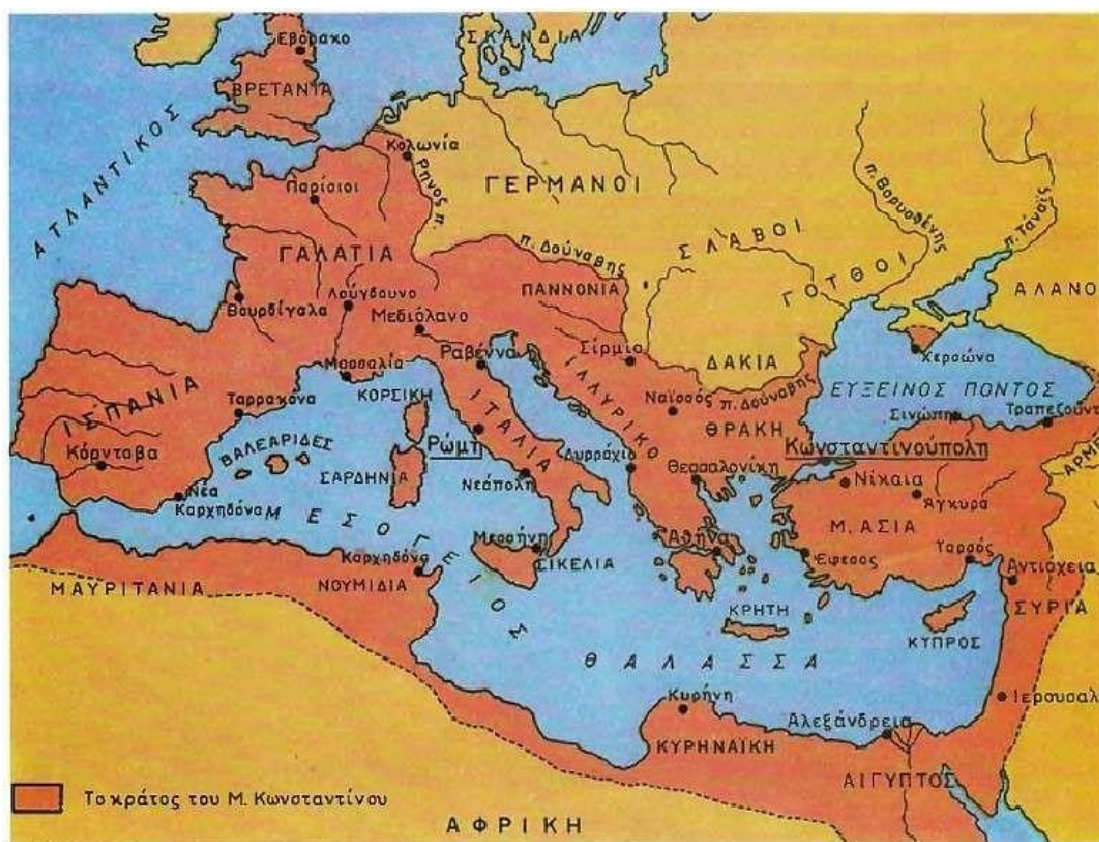 Εβόρακο
ΒΡΕΤΑΝΙΑ
ΣΚΑΝΔΙΑ
ΑΤΛΑΝΤΙΚΟΣ
Κολωνία
Ρήνος π.
Παρίσιοι
ΓΕΡΜΑΝΟΙ
π. Βορυσθένης
π. Τάναϊς
ΣΛΑΒΟΙ
ΓΟΤΘΟΙ
ΑΛΑΝΟ
ΓΑΛΑΤΙΑ
π. Δούναβης
ΠΑΝΝΟΝΙΑ
Βουρδίγαλα
Λούγδουνο
Μεδιόλανο
Ραβέννα
Σίρμιο
ΔΑΚΙΑ
Χερσώνα
Μασσαλία
ΚΟΡΣΙΚΗ
ΙΤΑΛΙΑ
ΙΛΛΥΡΙΚΟ
Ναϊσσός
π. Δούναβης
ΕΥΞΕΙΝΟΣ ΠΟΝΤΟΣ
ΙΣΠΑΝΙΑ
Ταρρακόνα
Σινώπη
Τραπεζούντ
ΘΡΑΚΗ
Κόρντοβα
ΒΑΛΕΑΡΙΔΕΣ
Ρώμη
Δυρράχιο
Κωνσταντινούπολη
ΑΡΜΕ
ΣΑΡΔΗΝΙΑ
Νεάπολη
Θεσσαλονίκη
Νίκαια
Άγκυρα
Νέα
Καρχηδόνα
ΜΕΣΟΓΕΙΟΣ
Μεσσήνη
ΣΙΚΕΛΙΑ
Αθήνα
Μ. ΑΣΙΑ
Έφεσος
Ταρσός
Αντιόχεια
ΜΑΥΡΙΤΑΝΙΑ
Καρχηδόνα
ΝΟΥΜΙΔΙΑ
ΚΡΗΤΗ
ΚΥΠΡΟΣ
ΣΥΡΙΑ
ΘΑΛΑΣΣΑ
Κυρήνη
Ιερουσαλ
Αλεξάνδρεια
ΚΥΡΗΝΑΪΚΗ
ΑΙΓΥΠΤΟΣ
Το κράτος του Μ. Κωνσταντίνου
ΑΦΡΙΚΗ